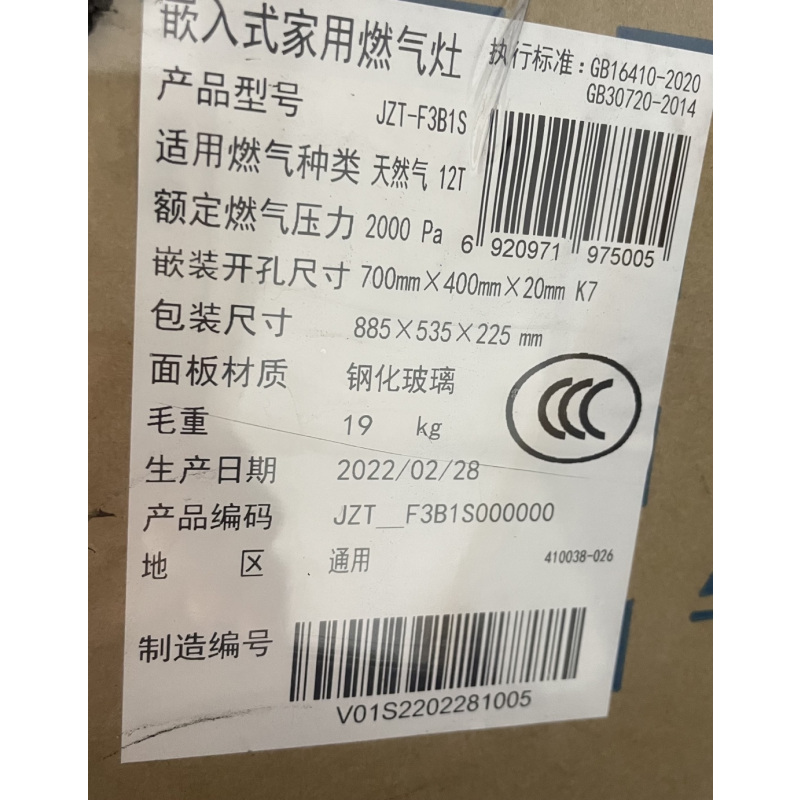 嵌入式家用燃气灶
执行标准：GB16410-2020
GB30720-2014
产品型号 JZT-F3B1S
适用燃气种类 天然气 12T
额定燃气压力 2000 Pa
6 920971 975005
嵌装开孔尺寸 700mm×400mm×20mm K7
包装尺寸 885×535×225 mm
面板材质 钢化玻璃
毛重 19 kg
生产日期 2022/02/28
产品编码 JZT__F3B1S000000
地 区 通用
410038-026
制造编号
V01S2202281005